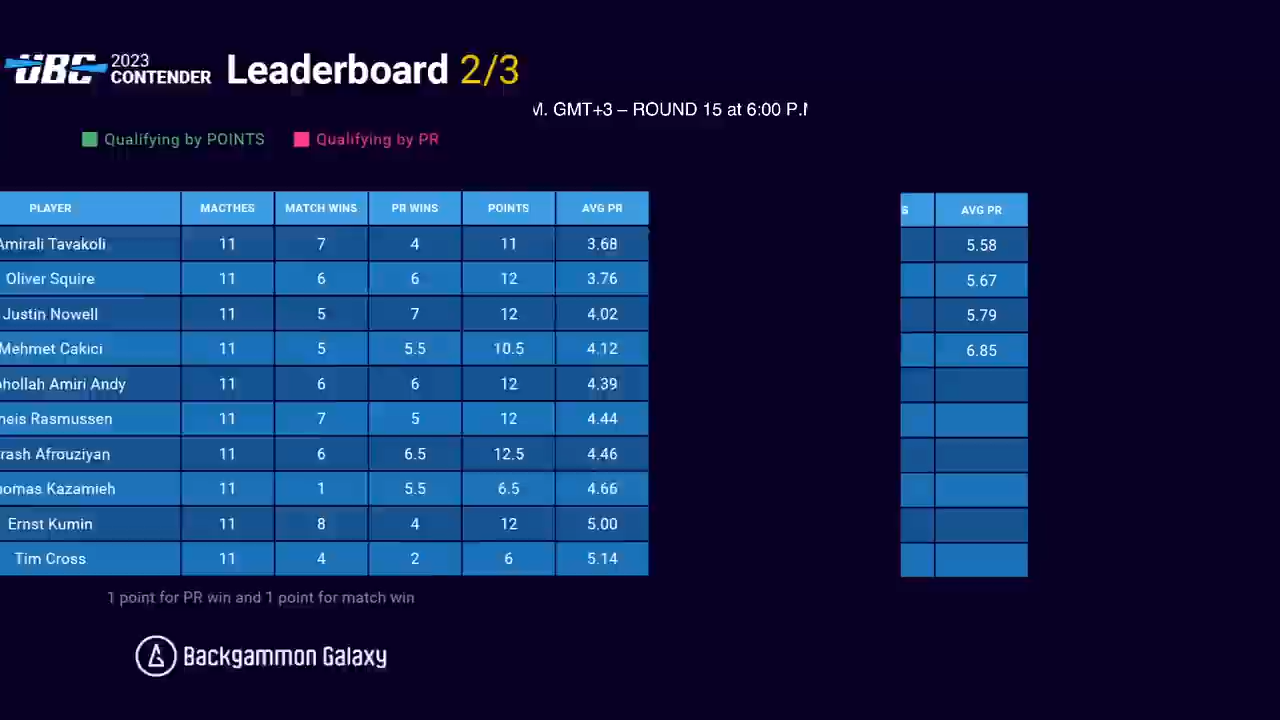 UBC 2023 CONTENDER Leaderboard 2/3
M. GMT+3 – ROUND 15 at 6:00 P.M
Qualifying by POINTS Qualifying by PR
PLAYER MACTHES MATCH WINS PR WINS POINTS AVG PR S AVG PR
Amirali Tavakoli 11 7 4 11 3.68 5.58
Oliver Squire 11 6 6 12 3.76 5.67
Justin Nowell 11 5 7 12 4.02 5.79
Mehmet Cakici 11 5 5.5 10.5 4.12 6.85
hollah Amiri Andy 11 6 6 12 4.39
neis Rasmussen 11 7 5 12 4.44
rash Afrouziyan 11 6 6.5 12.5 4.46
omas Kazamieh 11 1 5.5 6.5 4.66
Ernst Kumin 11 8 4 12 5.00
Tim Cross 11 4 2 6 5.14
1 point for PR win and 1 point for match win
Backgammon Galaxy